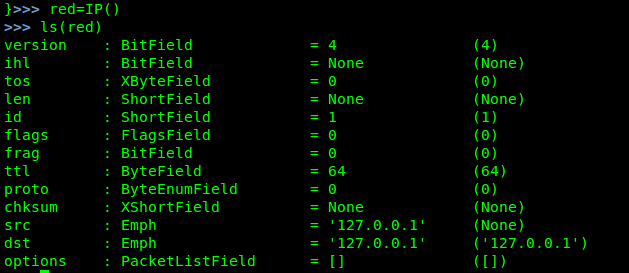 }>>> red=IP()
>>> ls(red)
version    : BitField             = 4               (4)
ihl        : BitField             = None            (None)
tos        : XByteField           = 0               (0)
len        : ShortField           = None            (None)
id         : ShortField           = 1               (1)
flags      : FlagsField           = 0               (0)
frag       : BitField             = 0               (0)
ttl        : ByteField            = 64              (64)
proto      : ByteEnumField        = 0               (0)
chksum     : XShortField          = None            (None)
src        : Emph                 = '127.0.0.1'     (None)
dst        : Emph                 = '127.0.0.1'     ('127.0.0.1')
options    : PacketListField      = []              ([])